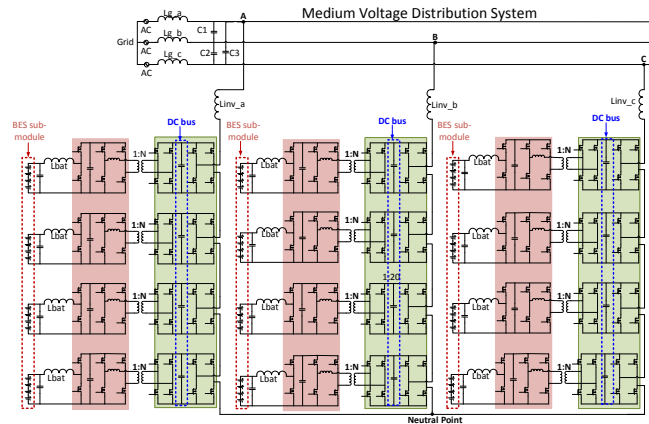 Medium Voltage Distribution System
Lg_a
A
AC
C1
Grid
Lg_b
B
AC
C2
C3
Lg_c
C
AC
Linv_a
Linv_b
Linv_c
BES sub-module
DC bus
BES sub-module
DC bus
BES sub-module
DC bus
Lbat
1:N
Lbat
1:N
Lbat
1:N
Lbat
1:N
Lbat
1:N
Lbat
1:N
1:20
Lbat
1:N
Lbat
1:N
Lbat
1:N
Lbat
1:N
Lbat
1:N
Lbat
1:N
Neutral Point